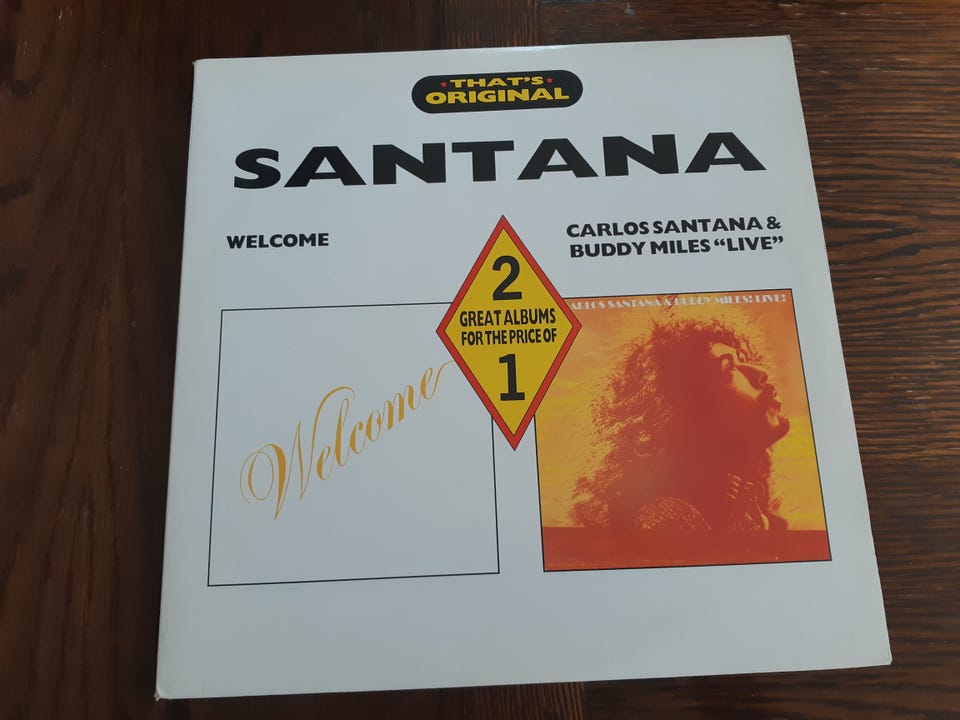 THAT'S
ORIGINAL
SANTANA
WELCOME
CARLOS SANTANA &
BUDDY MILES “LIVE”
2
GREAT ALBUMS
FOR THE PRICE OF
1
Welcome
CARLOS SANTANA & BUDDY MILES! LIVE!